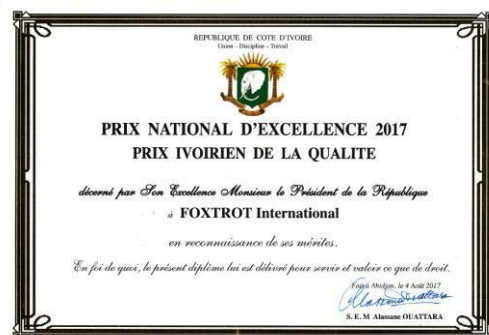 REPUBLIQUE DE COTE D'IVOIRE
Union - Discipline - Travail
PRIX NATIONAL D'EXCELLENCE 2017
PRIX IVOIRIEN DE LA QUALITE
décerné par Son Excellence Monsieur le Président de la République
à FOXTROT International
en reconnaissance de ses mérites.
En foi de quoi, le présent diplôme lui est délivré pour servir et valoir ce que de droit.
Fait à Abidjan, le 4 Août 2017
S. E. M Alassane OUATTARA